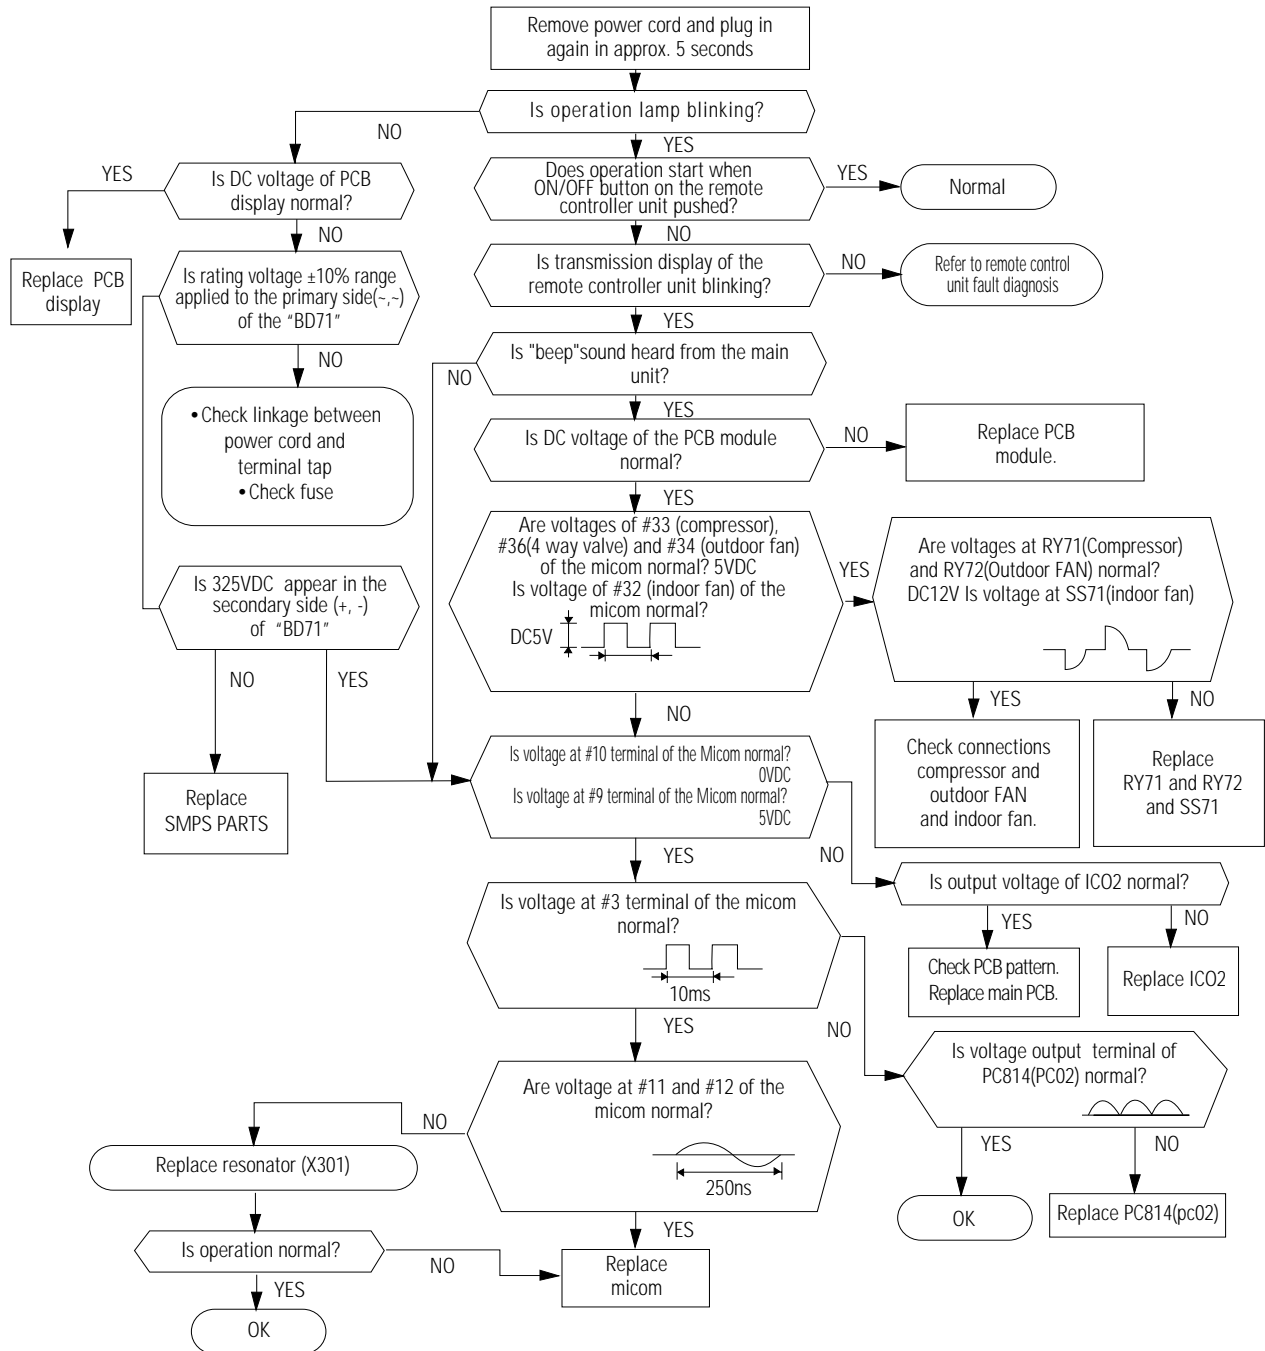 Remove power cord and plug in
again in approx. 5 seconds
Is operation lamp blinking?
NO
YES
YES
Is DC voltage of PCB
display normal?
Does operation start when
ON/OFF button on the remote
controller unit pushed?
YES
Normal
NO
NO
Replace PCB
display
Is rating voltage ±10% range
applied to the primary side(~,~)
of the "BD71"
Is transmission display of the
remote controller unit blinking?
NO
Refer to remote control
unit fault diagnosis
YES
NO
Is "beep"sound heard from the main
unit?
NO
YES
• Check linkage between
power cord and
terminal tap
• Check fuse
Is DC voltage of the PCB module
normal?
NO
Replace PCB
module.
YES
Are voltages of #33 (compressor),
#36(4 way valve) and #34 (outdoor fan)
of the micom normal? 5VDC
Is voltage of #32 (indoor fan) of the
micom normal?
DC5V
YES
Are voltages at RY71(Compressor)
and RY72(Outdoor FAN) normal?
DC12V Is voltage at SS71(indoor fan)
Is 325VDC appear in the
secondary side (+, -)
of "BD71"
NO
YES
NO
YES
NO
Check connections
compressor and
outdoor FAN
and indoor fan.
Replace
RY71 and RY72
and SS71
Replace
SMPS PARTS
Is voltage at #10 terminal of the Micom normal?
0VDC
Is voltage at #9 terminal of the Micom normal?
5VDC
YES
NO
Is output voltage of ICO2 normal?
YES
NO
Check PCB pattern.
Replace main PCB.
Replace ICO2
Is voltage at #3 terminal of the micom
normal?
10ms
YES
NO
Is voltage output terminal of
PC814(PC02) normal?
YES
NO
OK
Replace PC814(pc02)
Are voltage at #11 and #12 of the
micom normal?
250ns
NO
YES
Replace resonator (X301)
Is operation normal?
NO
Replace
micom
YES
OK